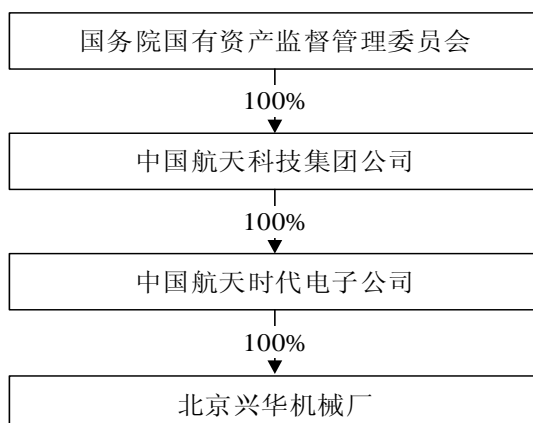 国务院国有资产监督管理委员会
100%
中国航天科技集团公司
100%
中国航天时代电子公司
100%
北京兴华机械厂